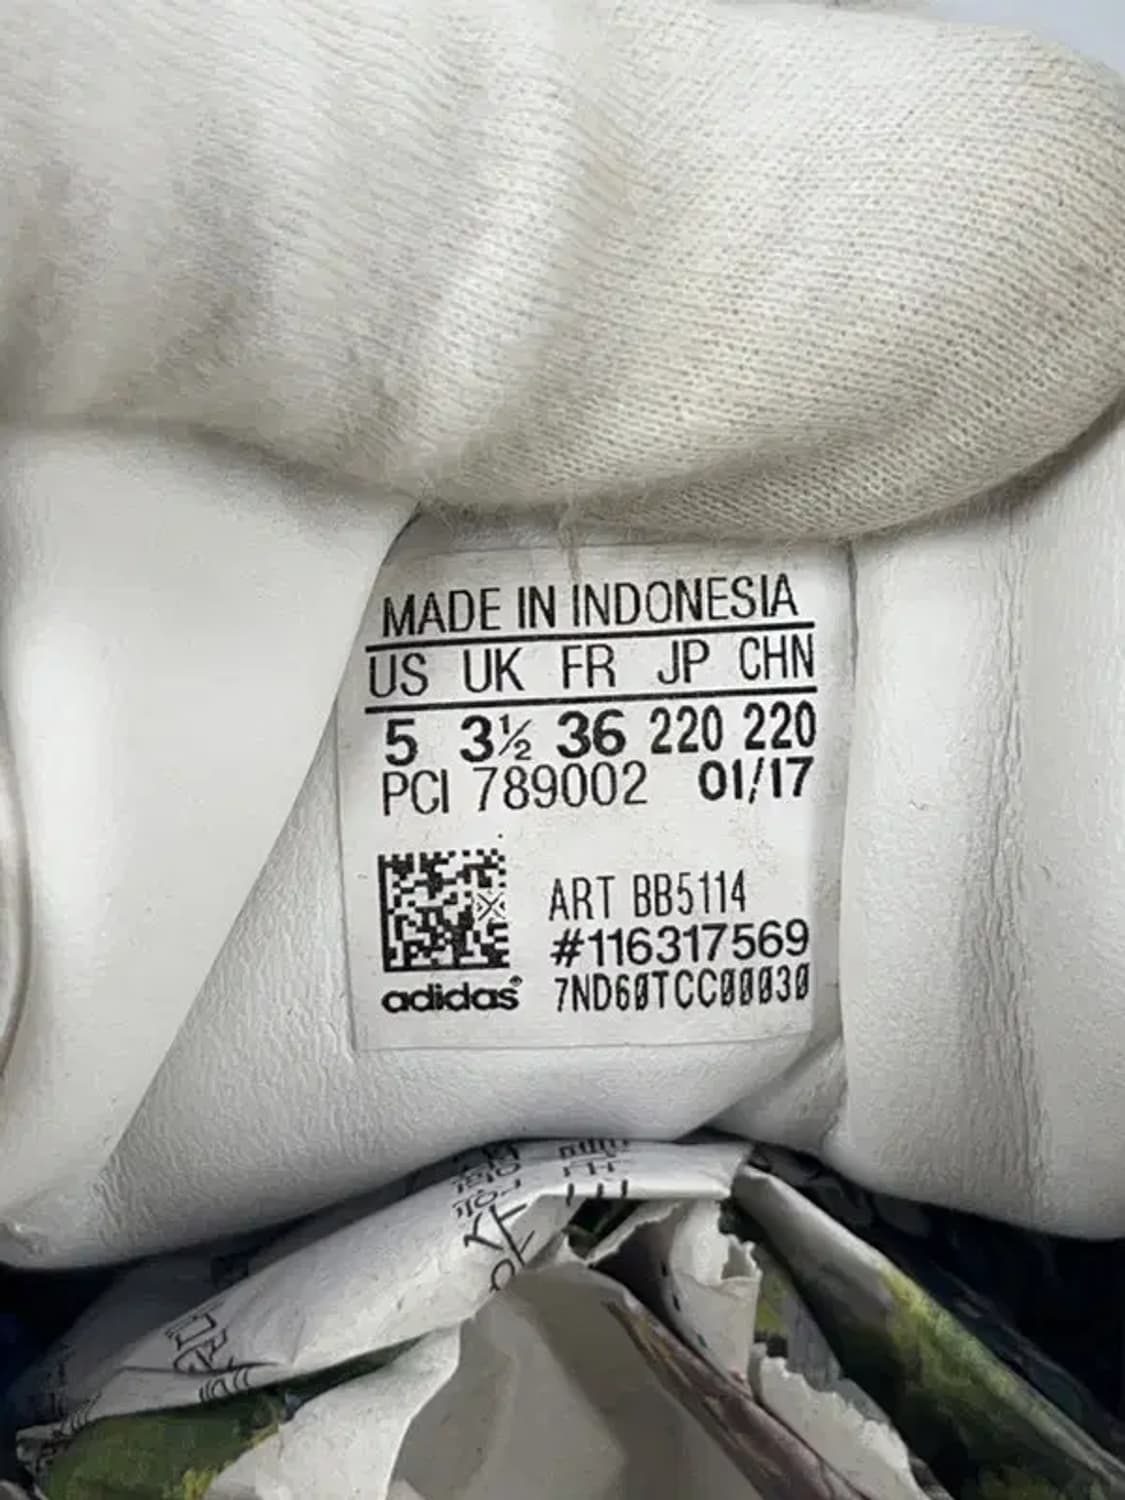 MADE IN INDONESIA
US UK FR JP CHN
5 3½ 36 220 220
PCI 789002 01/17
ART BB5114
#116317569
adidas® 7ND60TCC00030